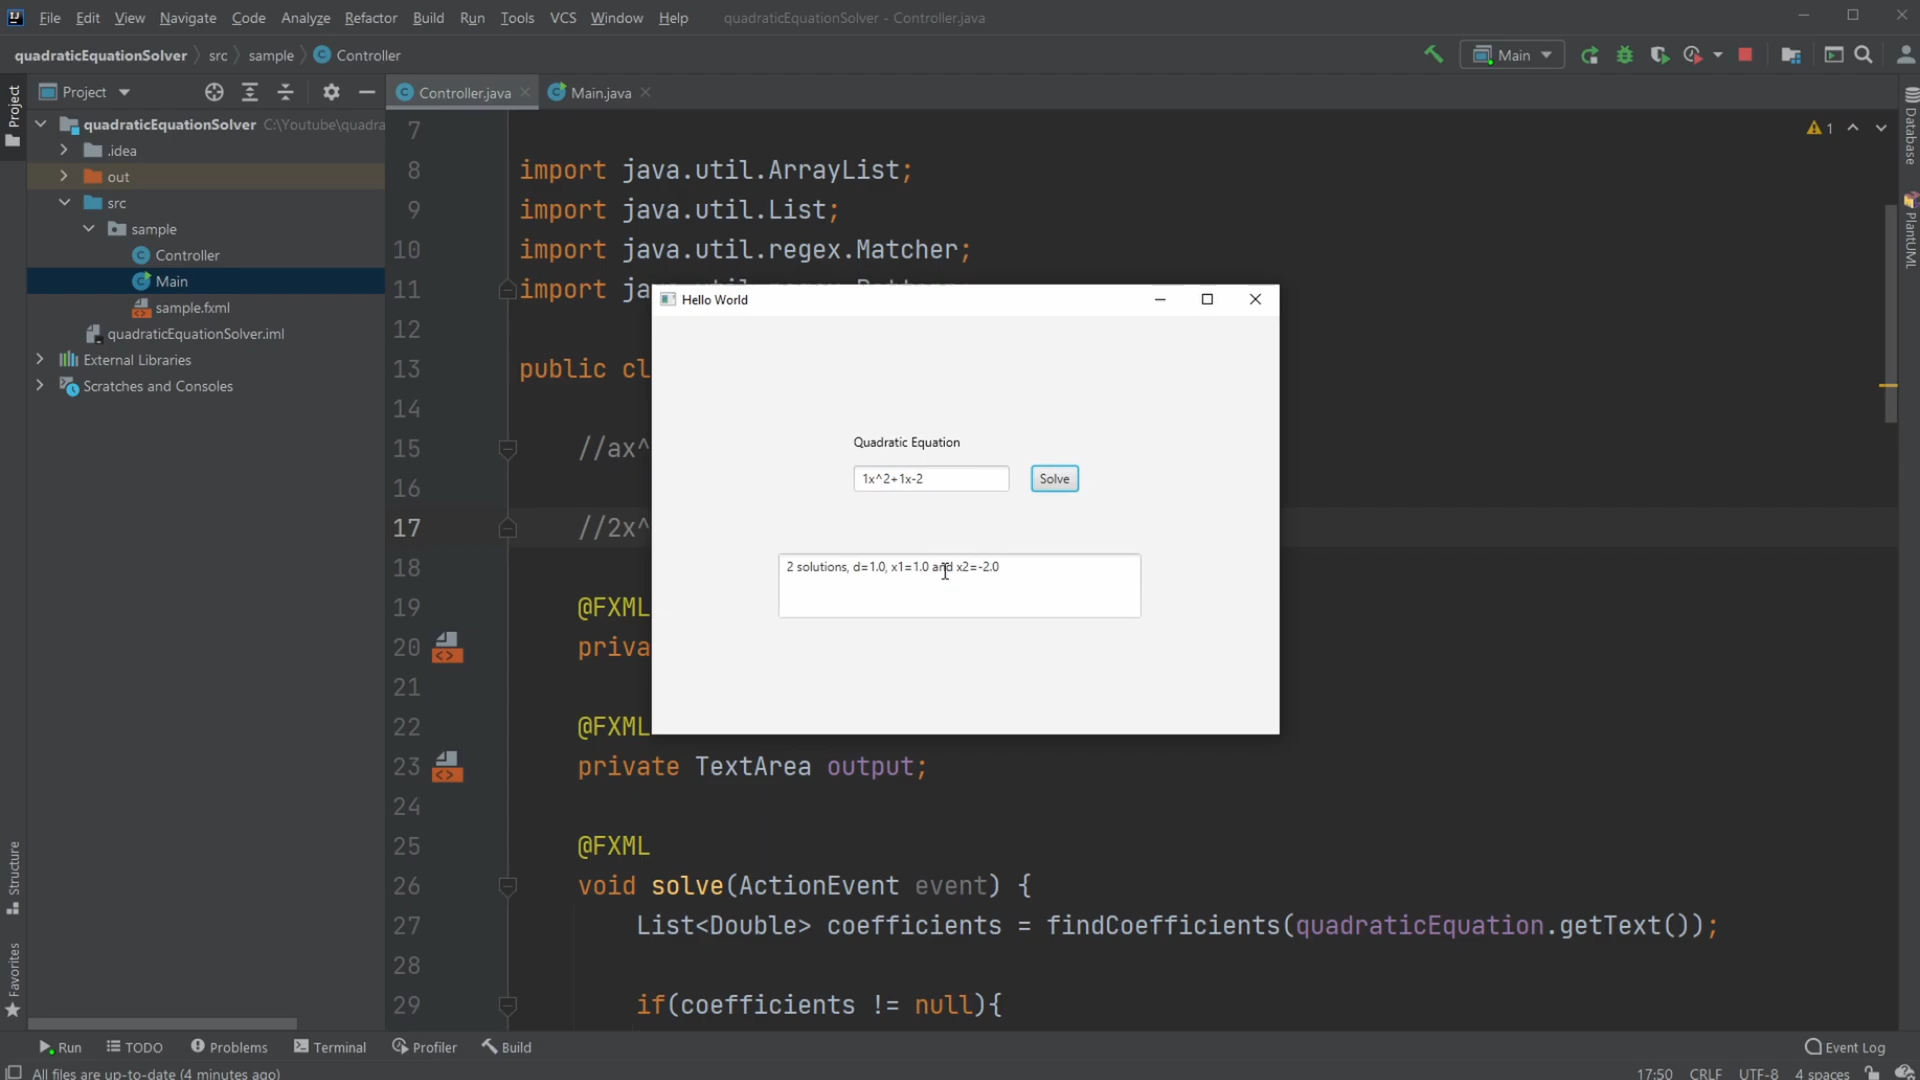 File Edit View Navigate Code Analyze Refactor Build Run Tools VCS Window Help quadraticEquationSolver - Controller.java
quadraticEquationSolver src sample Controller
Main
Project
Controller.java Main.java
quadraticEquationSolver C:\Youtube\quadra
.idea
out
src
sample
Controller
Main
sample.fxml
quadraticEquationSolver.iml
External Libraries
Scratches and Consoles
Project
Structure
Favorites
1
7
8 import java.util.ArrayList;
9 import java.util.List;
10 import java.util.regex.Matcher;
11 import ja
12
13 public cl
14
15 //ax^
16
17 //2x^
18
19 @FXML
20 priva
21
22 @FXML
23 private TextArea output;
24
25 @FXML
26 void solve(ActionEvent event) {
27 List<Double> coefficients = findCoefficients(quadraticEquation.getText());
28
29 if(coefficients != null){
Hello World
Quadratic Equation
1x^2+1x-2 Solve
2 solutions, d=1.0, x1=1.0 and x2=-2.0
Database
PlantUML
Run TODO Problems Terminal Profiler Build Event Log
All files are up-to-date (4 minutes ago) 17:50 CRLF UTF-8 4 spaces